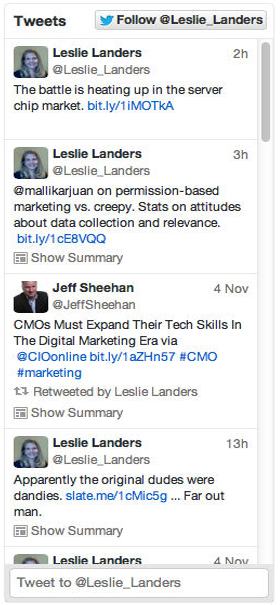 Tweets
Follow @Leslie_Landers
Leslie Landers 2h
@Leslie_Landers
The battle is heating up in the server
chip market. bit.ly/1iMOTkA
Leslie Landers 3h
@Leslie_Landers
@mallikarjuan on permission-based
marketing vs. creepy. Stats on attitudes
about data collection and relevance.
bit.ly/1cE8VQQ
Show Summary
Jeff Sheehan 4 Nov
@JeffSheehan
CMOs Must Expand Their Tech Skills In
The Digital Marketing Era via
@CIOonline bit.ly/1aZHn57 #CMO
#marketing
Retweeted by Leslie Landers
Show Summary
Leslie Landers 13h
@Leslie_Landers
Apparently the original dudes were
dandies. slate.me/1cMic5g ... Far out
man.
Show Summary
Leslie Landers 4 Nov
Tweet to @Leslie_Landers